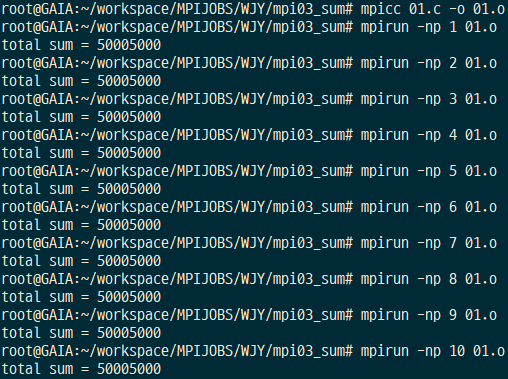 root@GAIA:~/workspace/MPIJOBS/WJY/mpi03_sum# mpicc 01.c -o 01.o
root@GAIA:~/workspace/MPIJOBS/WJY/mpi03_sum# mpirun -np 1 01.o
total sum = 50005000
root@GAIA:~/workspace/MPIJOBS/WJY/mpi03_sum# mpirun -np 2 01.o
total sum = 50005000
root@GAIA:~/workspace/MPIJOBS/WJY/mpi03_sum# mpirun -np 3 01.o
total sum = 50005000
root@GAIA:~/workspace/MPIJOBS/WJY/mpi03_sum# mpirun -np 4 01.o
total sum = 50005000
root@GAIA:~/workspace/MPIJOBS/WJY/mpi03_sum# mpirun -np 5 01.o
total sum = 50005000
root@GAIA:~/workspace/MPIJOBS/WJY/mpi03_sum# mpirun -np 6 01.o
total sum = 50005000
root@GAIA:~/workspace/MPIJOBS/WJY/mpi03_sum# mpirun -np 7 01.o
total sum = 50005000
root@GAIA:~/workspace/MPIJOBS/WJY/mpi03_sum# mpirun -np 8 01.o
total sum = 50005000
root@GAIA:~/workspace/MPIJOBS/WJY/mpi03_sum# mpirun -np 9 01.o
total sum = 50005000
root@GAIA:~/workspace/MPIJOBS/WJY/mpi03_sum# mpirun -np 10 01.o
total sum = 50005000